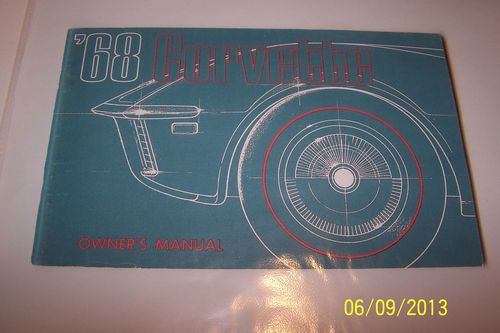 '68 Corvette
OWNER'S MANUAL
06/09/2013